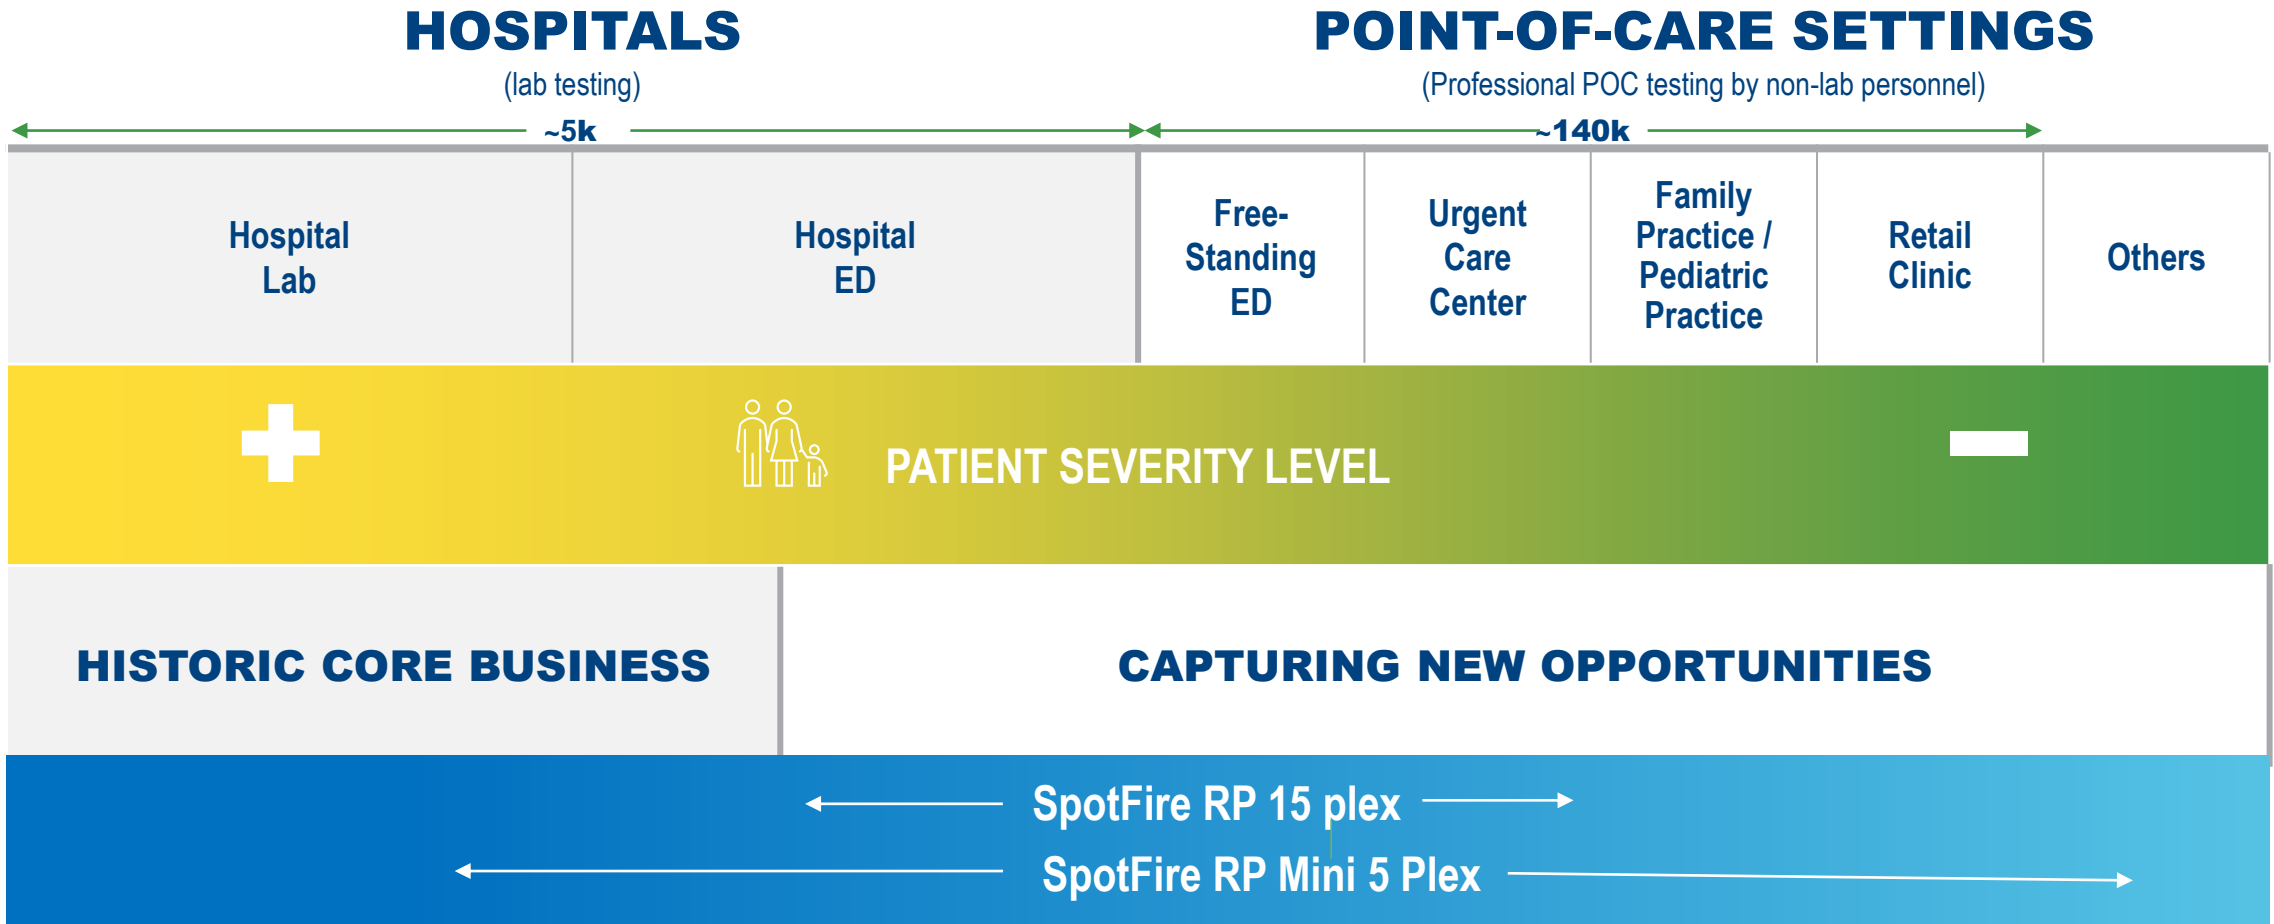 HOSPITALS
(lab testing)
POINT-OF-CARE SETTINGS
(Professional POC testing by non-lab personnel)
~5k
~140k
Hospital
Lab
Hospital
ED
Free-
Standing
ED
Urgent
Care
Center
Family
Practice /
Pediatric
Practice
Retail
Clinic
Others
PATIENT SEVERITY LEVEL
HISTORIC CORE BUSINESS
CAPTURING NEW OPPORTUNITIES
SpotFire RP 15 plex
SpotFire RP Mini 5 Plex